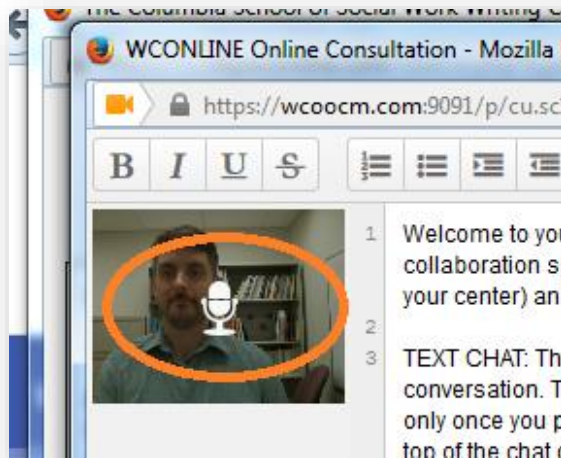 The Columbia School of Social Work Writing
WCONLINE Online Consultation - Mozilla
https://wcoocm.com:9091/p/cu.sc
B I U S
1 Welcome to you
collaboration s
your center) an
2
3 TEXT CHAT: Th
conversation. T
only once you p
top of the chat